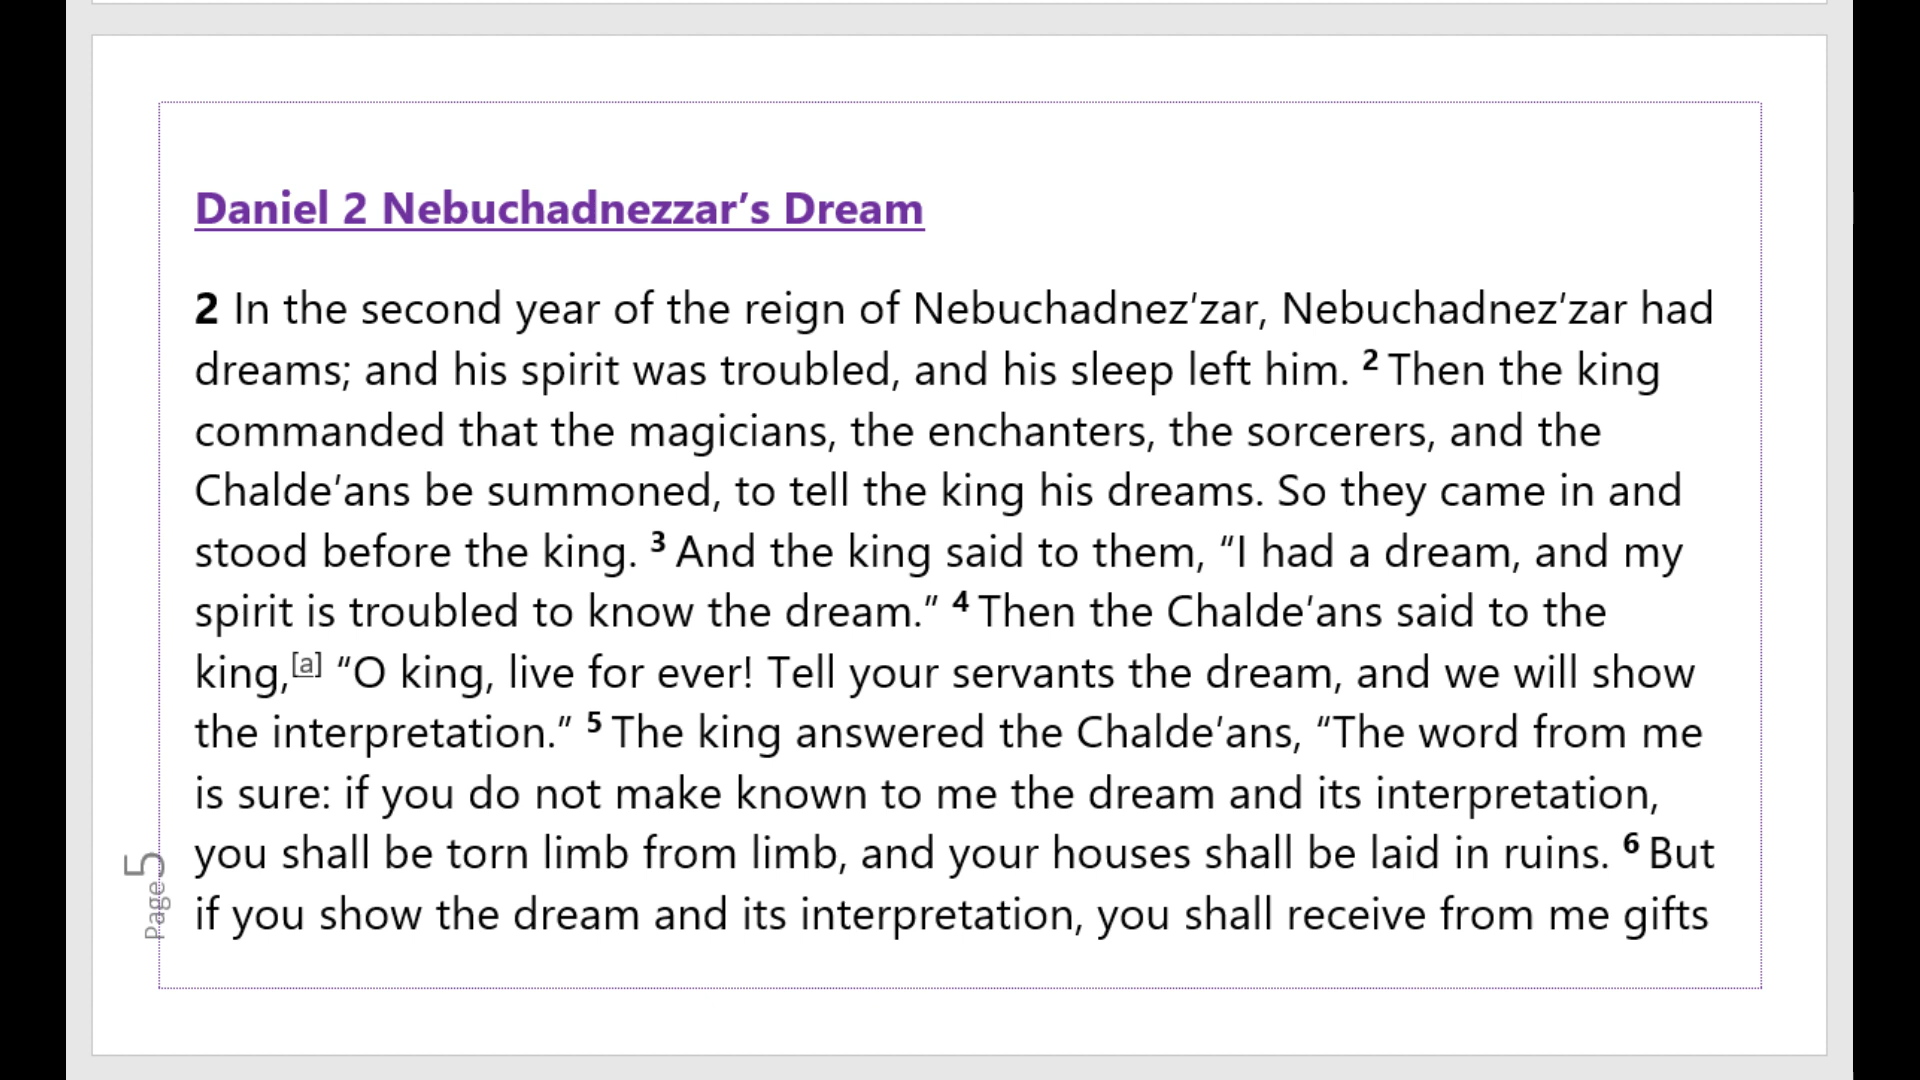 Daniel 2 Nebuchadnezzar’s Dream
2 In the second year of the reign of Nebuchadnez′zar, Nebuchadnez′zar had
dreams; and his spirit was troubled, and his sleep left him. 2 Then the king
commanded that the magicians, the enchanters, the sorcerers, and the
Chalde′ans be summoned, to tell the king his dreams. So they came in and
stood before the king. 3 And the king said to them, “I had a dream, and my
spirit is troubled to know the dream.” 4 Then the Chalde′ans said to the
king,[a] “O king, live for ever! Tell your servants the dream, and we will show
the interpretation.” 5 The king answered the Chalde′ans, “The word from me
is sure: if you do not make known to me the dream and its interpretation,
you shall be torn limb from limb, and your houses shall be laid in ruins. 6 But
if you show the dream and its interpretation, you shall receive from me gifts
Page 5